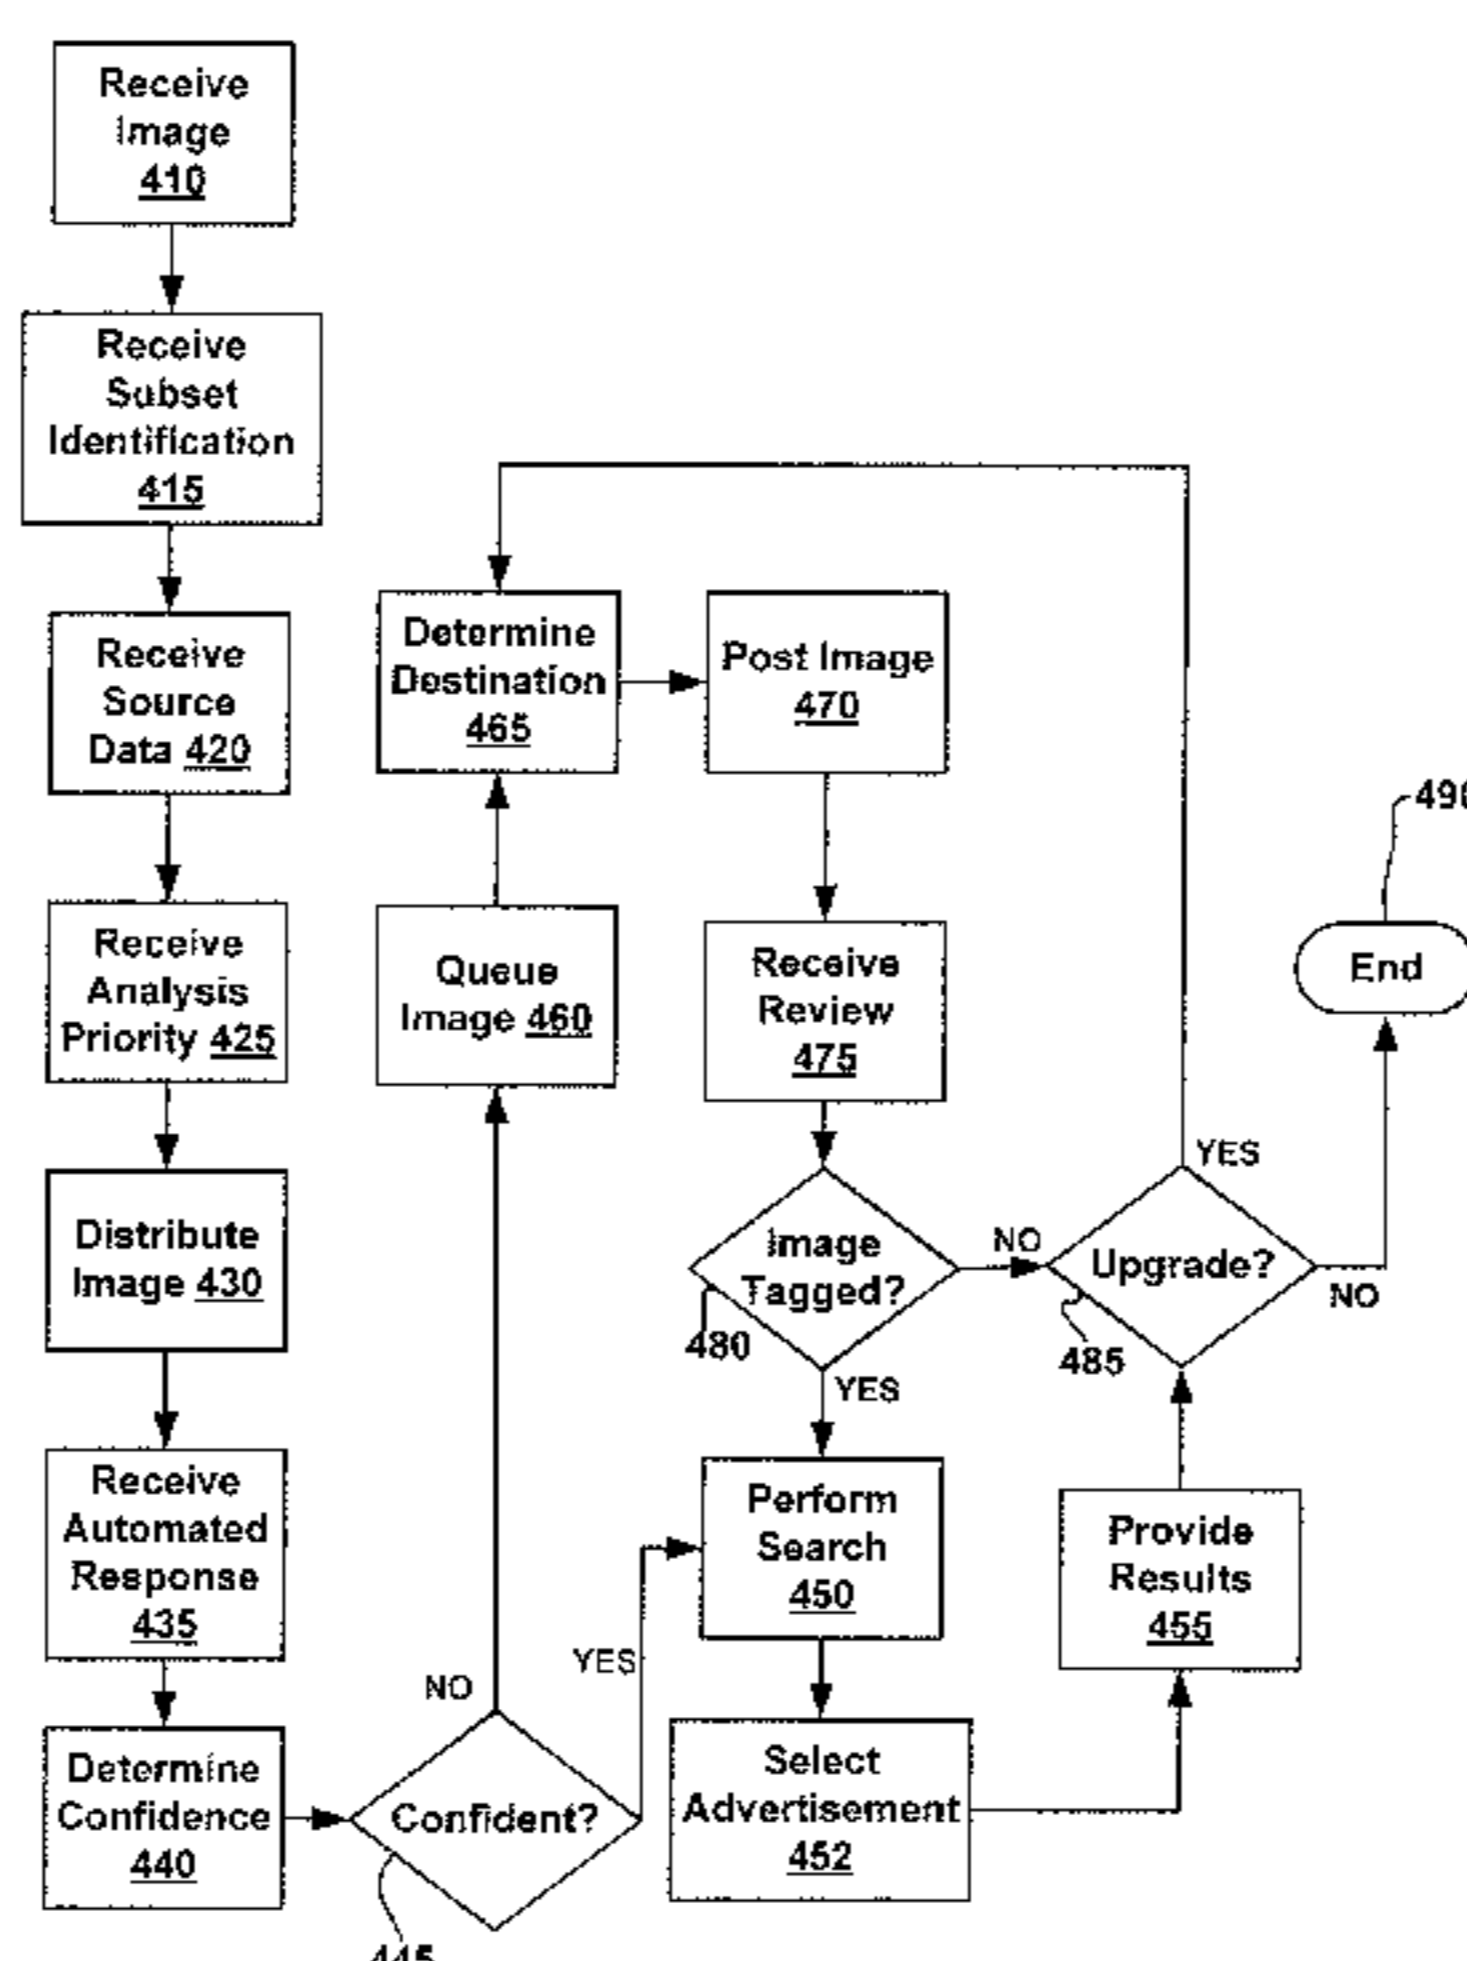 Receive
Image
410
Receive
Subset
Identification
415
Receive
Source
Data 420
Receive
Analysis
Priority 425
Distribute
Image 430
Receive
Automated
Response
435
Determine
Confidence
440
Confident?
445
NO
YES
Queue
Image 460
Determine
Destination
465
Post Image
470
Receive
Review
475
Image
Tagged?
480
NO
YES
Perform
Search
450
Select
Advertisement
452
Provide
Results
455
Upgrade?
485
YES
NO
End